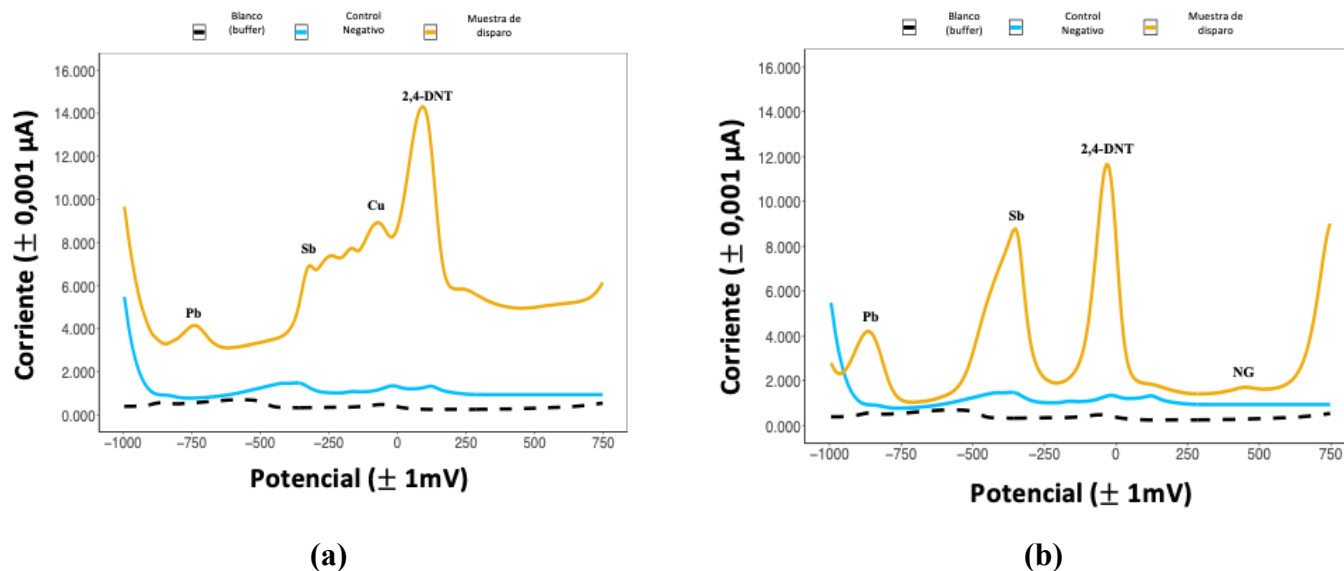 Blanco (buffer)
Control Negativo
Muestra de disparo
Corriente (± 0,001 µA)
16.000
14.000
12.000
10.000
8.000
6.000
4.000
2.000
0.000
2,4-DNT
Cu
Sb
Pb
−1000 −750 −500 −250 0 250 500 750
Potencial (± 1mV)
(a)
Blanco (buffer)
Control Negativo
Muestra de disparo
Corriente (± 0,001 µA)
16.000
14.000
12.000
10.000
8.000
6.000
4.000
2.000
0.000
2,4-DNT
Sb
Pb
NG
−1000 −750 −500 −250 0 250 500 750
Potencial (± 1mV)
(b)